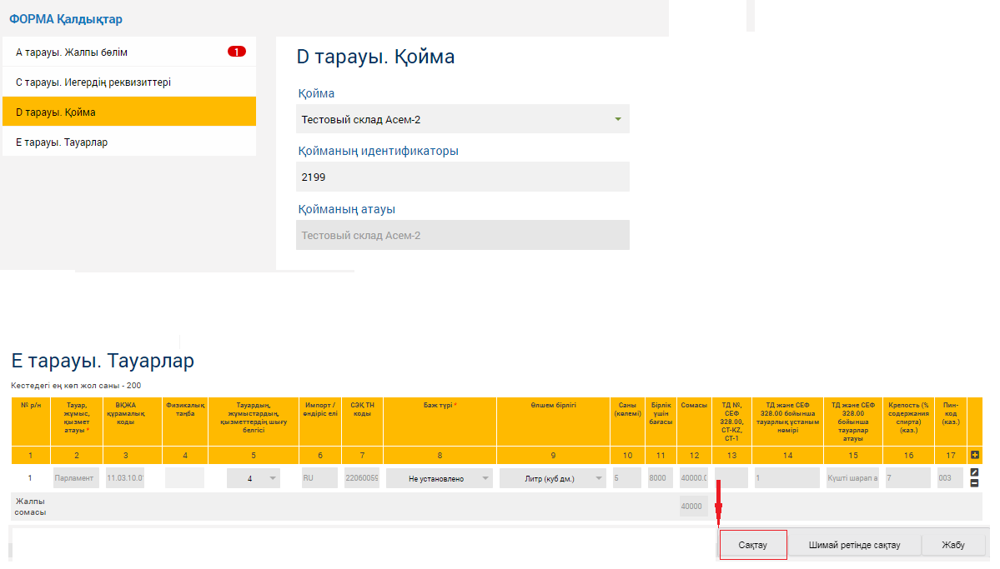 ФОРМА Қалдықтар
А тарауы. Жалпы бөлім
1
С тарауы. Иегердің реквизиттері
D тарауы. Қойма
Е тарауы. Тауарлар
D тарауы. Қойма
Қойма
Тестовый склад Асем-2
Қойманың идентификаторы
2199
Қойманың атауы
Тестовый склад Асем-2
Е тарауы. Тауарлар
Кестедегі ең көп жол саны - 200
№ р/н
Тауар,
жұмыс,
қызмет
атауы *
ВҚЖА
құрамалық
коды
Физикалық
таңба
Тауардың,
жұмыстардың,
қызметтердің шығу
белгісі
Импорт /
өндіріс елі
СЭҚ ТН
коды
Баж түрі *
Өлшем бірлігі
Саны
(көлемі)
Бірлік
үшін
бағасы
Сомасы
ТД №,
СЕФ
328.00,
СТ-KZ,
СТ-1
ТД және СЕФ
328.00 бойынша
тауарлық ұстаным
нөмірі
ТД және СЕФ
328.00
бойынша
тауарлар
атауы
Крепость (%
содержания
спирта)
(каз.)
Пин-
код
(каз.)
1 2 3 4 5 6 7 8 9 10 11 12 13 14 15 16 17
1 Парламент 11.03.10.0 4 RU 22060059 Не установлено Литр (куб дм.) 5 8000 40000.0 1 Күшті шарап а 7 003
Жалпы
сомасы
40000
Сақтау Шимай ретінде сақтау Жабу